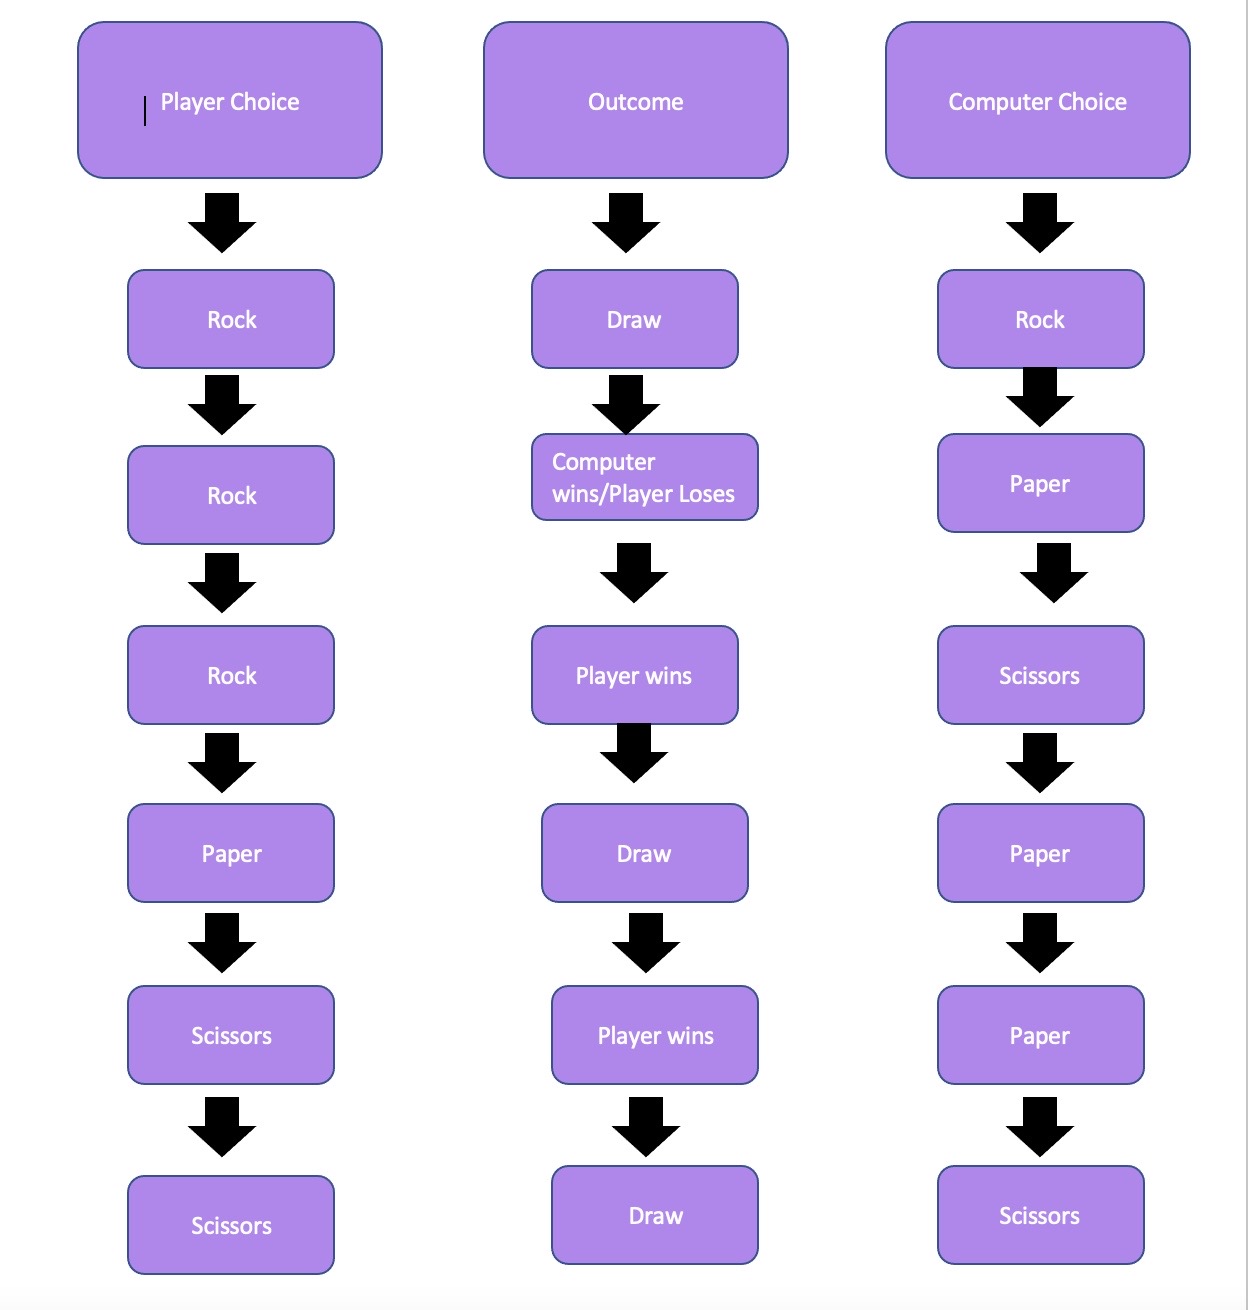 Player Choice
Outcome
Computer Choice
Rock
Draw
Rock
Rock
Computer
wins/Player Loses
Paper
Rock
Player wins
Scissors
Paper
Draw
Paper
Scissors
Player wins
Paper
Scissors
Draw
Scissors